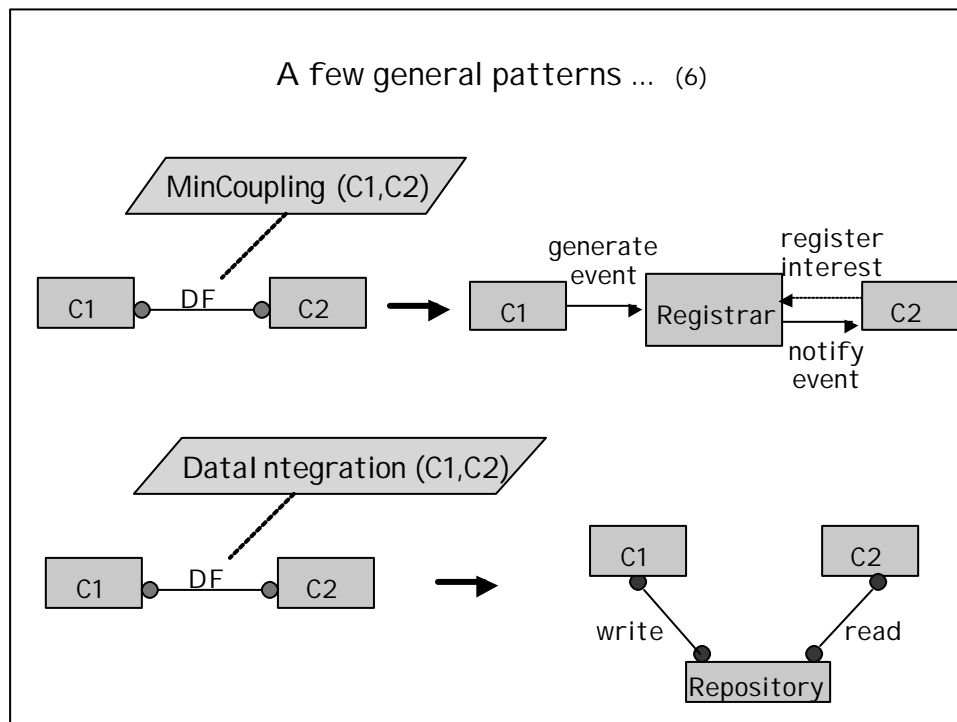 A few general patterns ... (6)
MinCoupling (C1,C2)
generate
event
register
interest
C1
DF
C2
C1
Registrar
C2
notify
event
DataIntegration (C1,C2)
C1
DF
C2
C1
C2
write
read
Repository